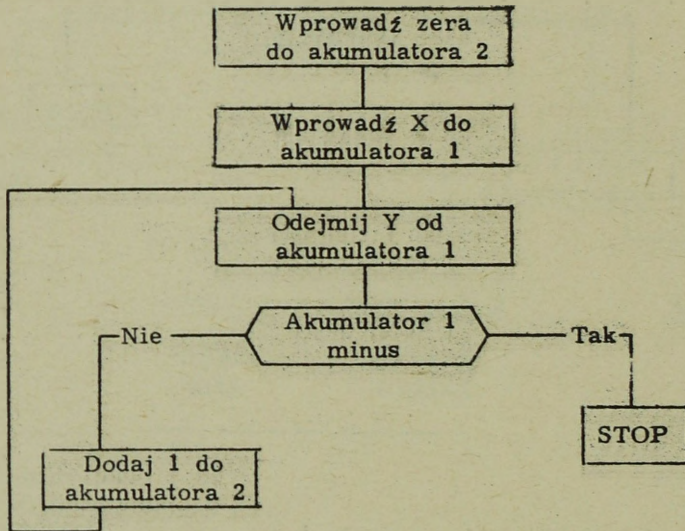 Wprowadź zera
do akumulatora 2
Wprowadź X do
akumulatora 1
Odejmij Y od
akumulatora 1
Akumulator 1
minus
Nie
Tak
STOP
Dodaj 1 do
akumulatora 2